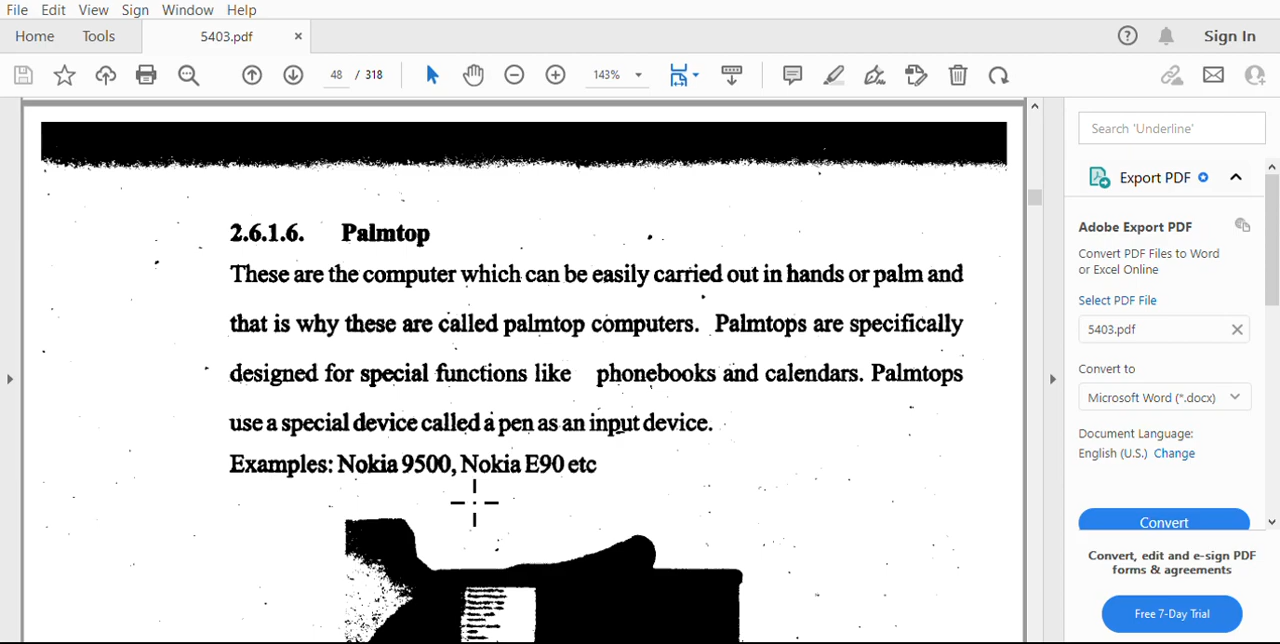 File Edit View Sign Window Help
Home Tools 5403.pdf × Sign In
48 / 318 143%
Search 'Underline'
Export PDF
Adobe Export PDF
Convert PDF Files to Word
or Excel Online
Select PDF File
5403.pdf
Convert to
Microsoft Word (*.docx)
Document Language:
English (U.S.) Change
Convert
Convert, edit and e-sign PDF
forms & agreements
Free 7-Day Trial
2.6.1.6. Palmtop
These are the computer which can be easily carried out in hands or palm and
that is why these are called palmtop computers. Palmtops are specifically
designed for special functions like phonebooks and calendars. Palmtops
use a special device called a pen as an input device.
Examples: Nokia 9500, Nokia E90 etc